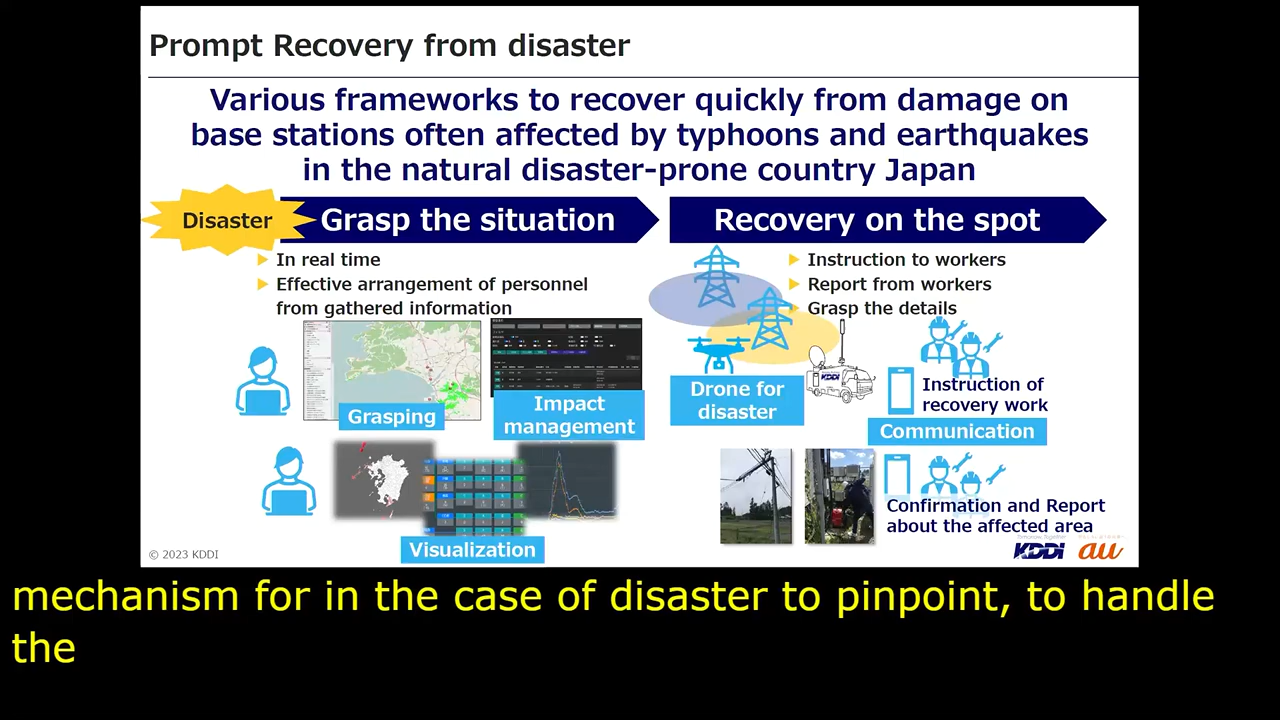 Prompt Recovery from disaster
Various frameworks to recover quickly from damage on
base stations often affected by typhoons and earthquakes
in the natural disaster-prone country Japan
Disaster
Grasp the situation
Recovery on the spot
In real time
Effective arrangement of personnel
from gathered information
Instruction to workers
Report from workers
Grasp the details
Grasping
Impact
management
Visualization
Drone for
disaster
KDDI
Instruction of
recovery work
Communication
Confirmation and Report
about the affected area
© 2023 KDDI
KDDI au
mechanism for in the case of disaster to pinpoint, to handle
the